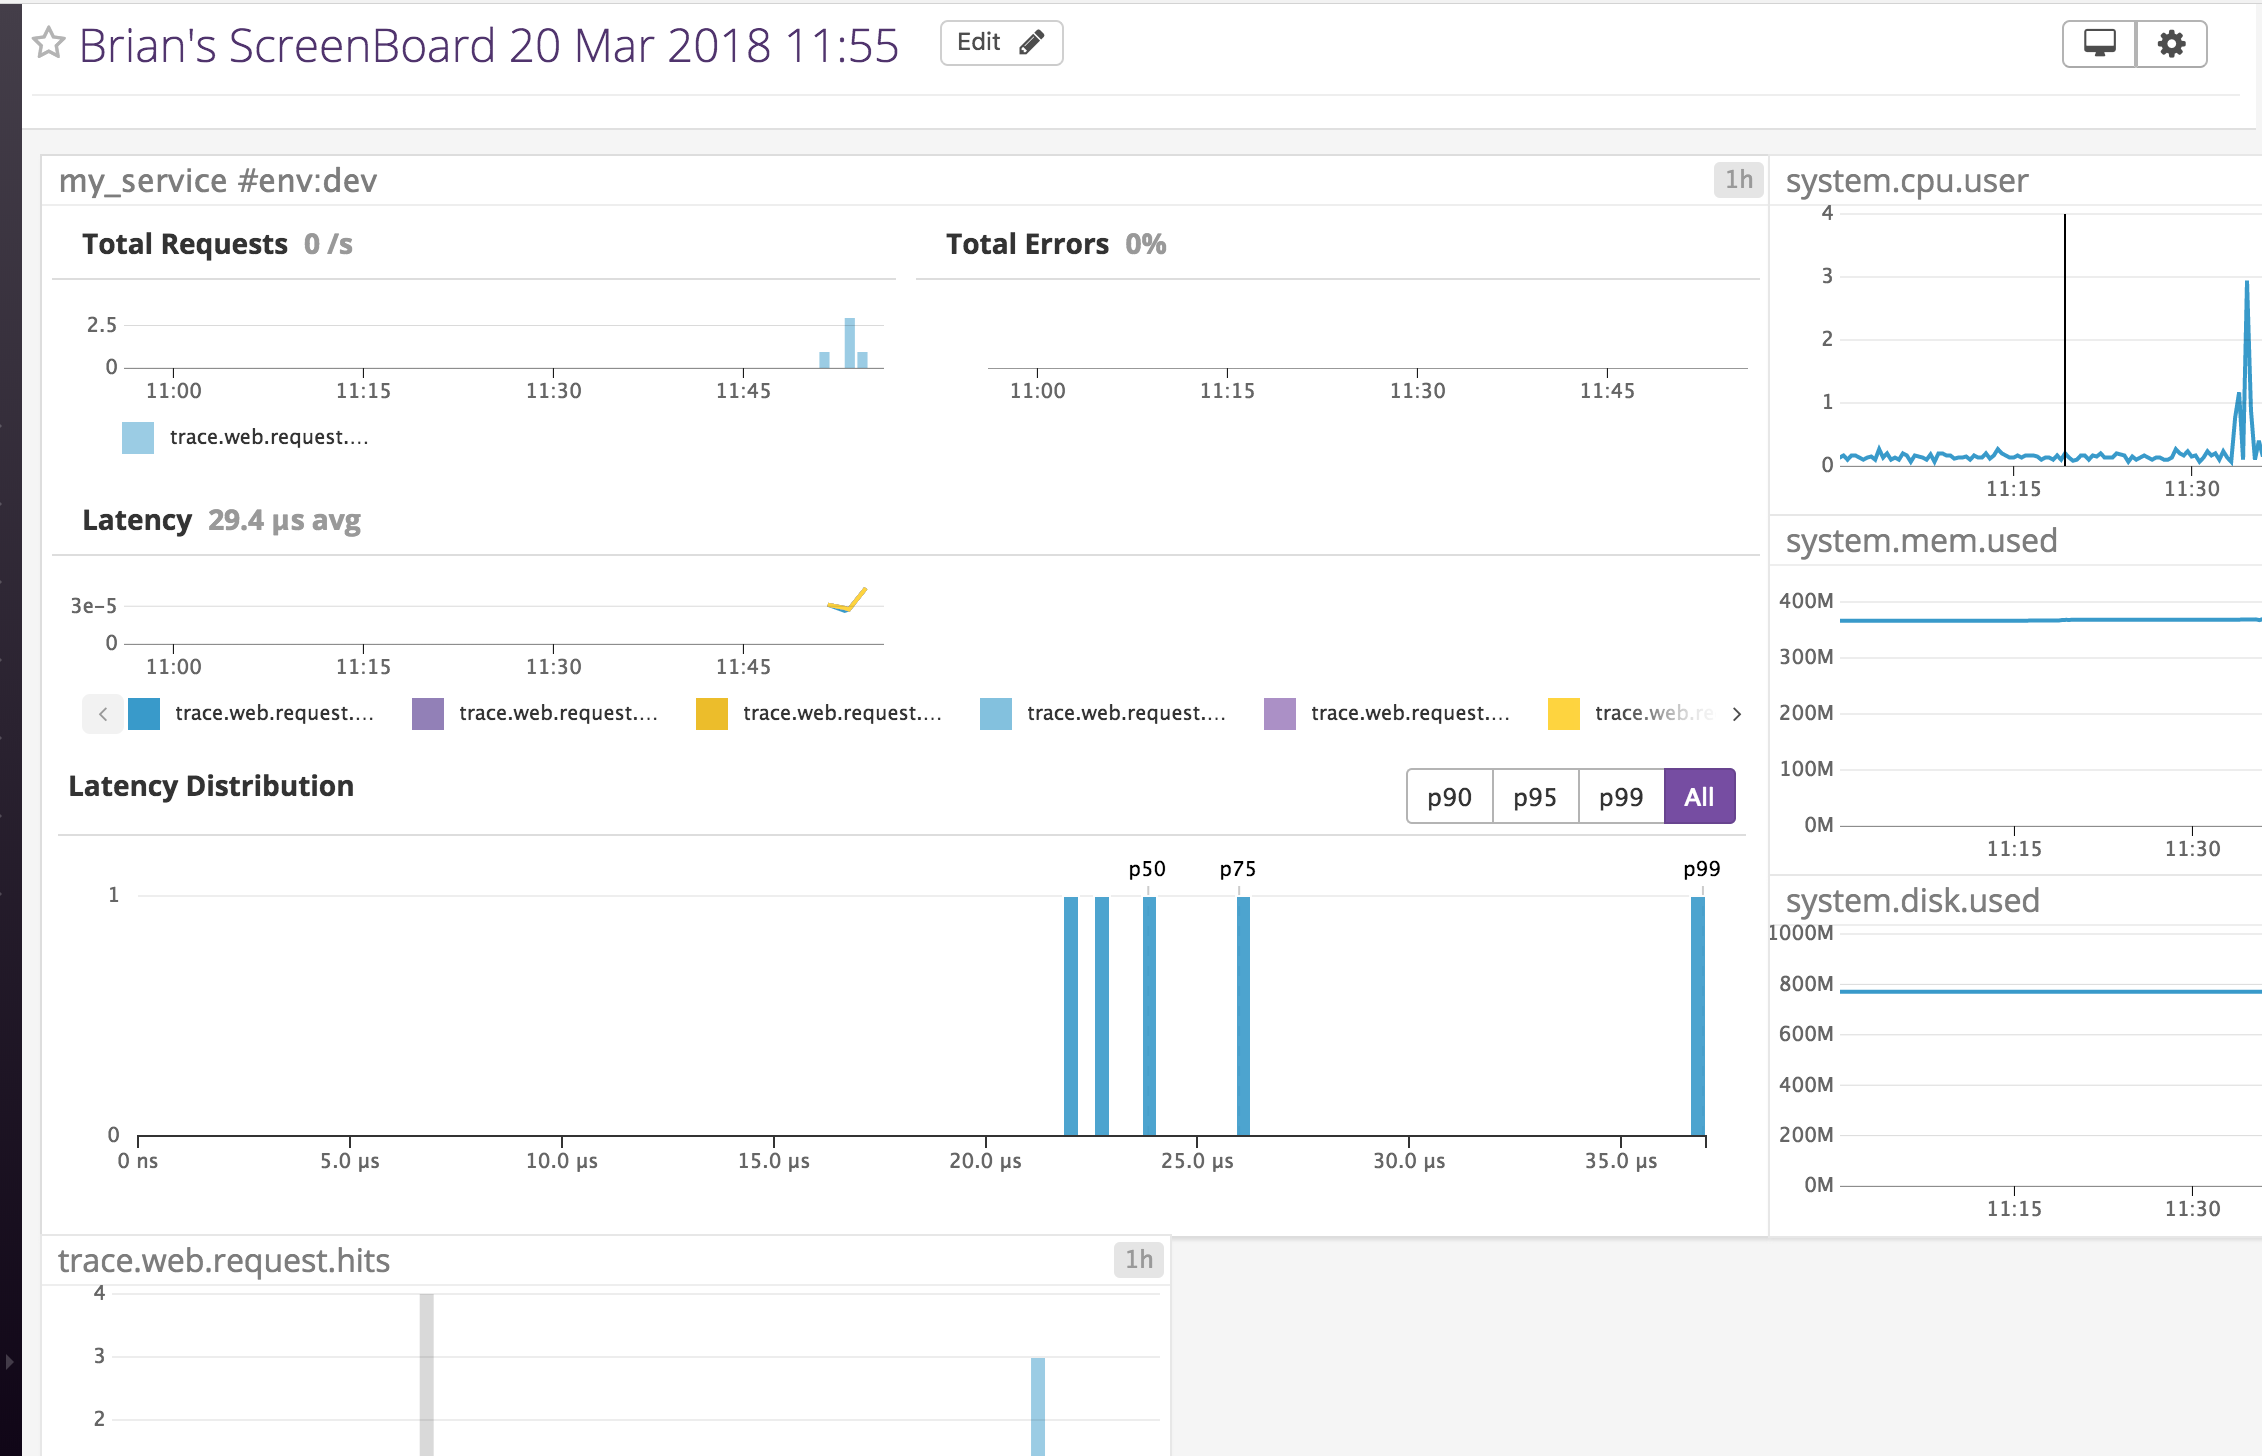 Brian's ScreenBoard 20 Mar 2018 11:55
Edit
my_service #env:dev
1h
Total Requests 0 /s
2.5
0
11:00 11:15 11:30 11:45
trace.web.request....
Total Errors 0%
11:00 11:15 11:30 11:45
Latency 29.4 µs avg
3e-5
0
11:00 11:15 11:30 11:45
trace.web.request.... trace.web.request.... trace.web.request.... trace.web.request.... trace.web.request.... trace.web.re
Latency Distribution
p90 p95 p99 All
p50 p75 p99
1
0
0 ns 5.0 µs 10.0 µs 15.0 µs 20.0 µs 25.0 µs 30.0 µs 35.0 µs
system.cpu.user
4
3
2
1
0
11:15 11:30
system.mem.used
400M
300M
200M
100M
0M
11:15 11:30
system.disk.used
1000M
800M
600M
400M
200M
0M
11:15 11:30
trace.web.request.hits
1h
4
3
2